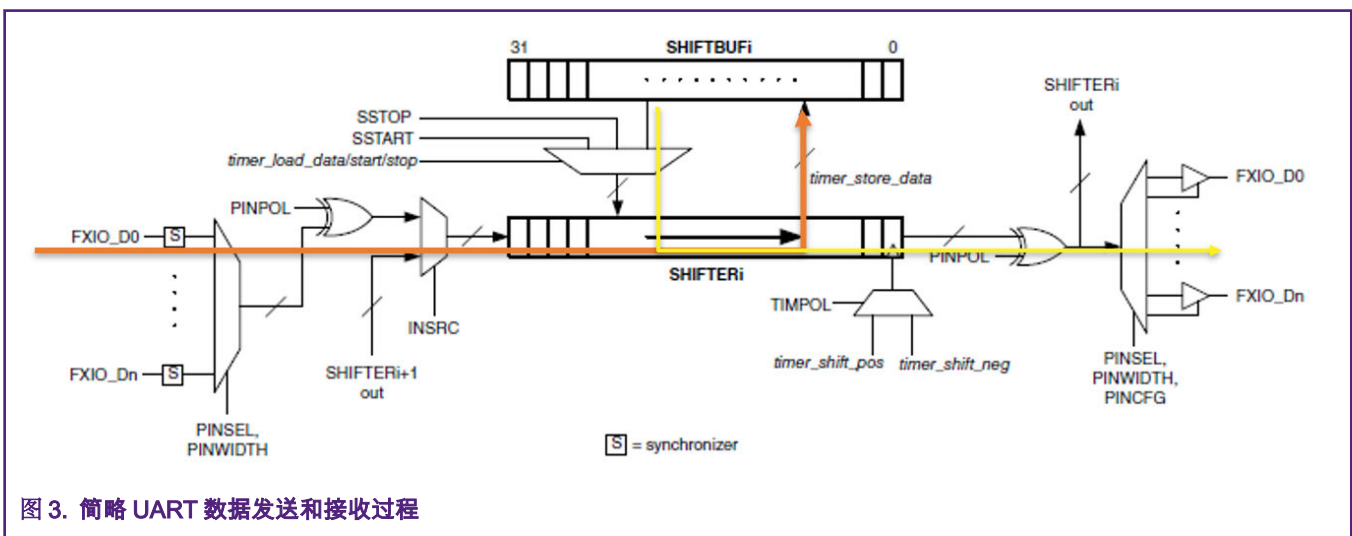 31 SHIFTBUFi 0
SHIFTERi
out
SSTOP
SSTART
timer_load_data/start/stop
timer_store_data
FXIO_D0
PINPOL
FXIO_D0 S
PINPOL
SHIFTERi
TIMPOL
INSRC
FXIO_Dn
timer_shift_pos timer_shift_neg
FXIO_Dn S
SHIFTERi+1
out
PINSEL,
PINWIDTH,
PINCFG
PINSEL,
PINWIDTH
S = synchronizer
图 3. 简略 UART 数据发送和接收过程